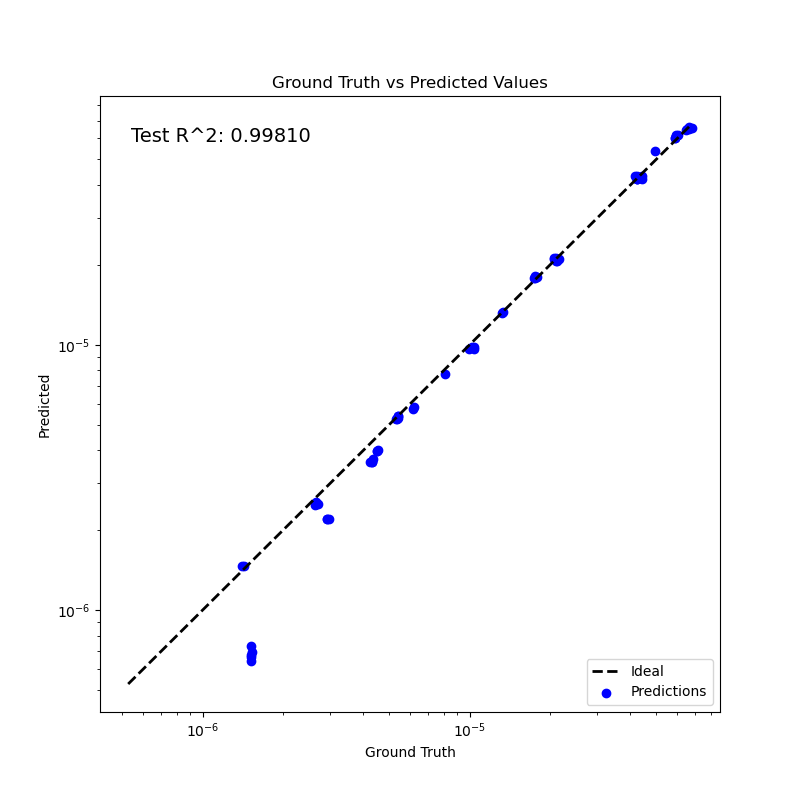 Ground Truth vs Predicted Values
Test R^2: 0.99810
Predicted
10⁻⁵
10⁻⁶
10⁻⁶
10⁻⁵
Ground Truth
Ideal
Predictions